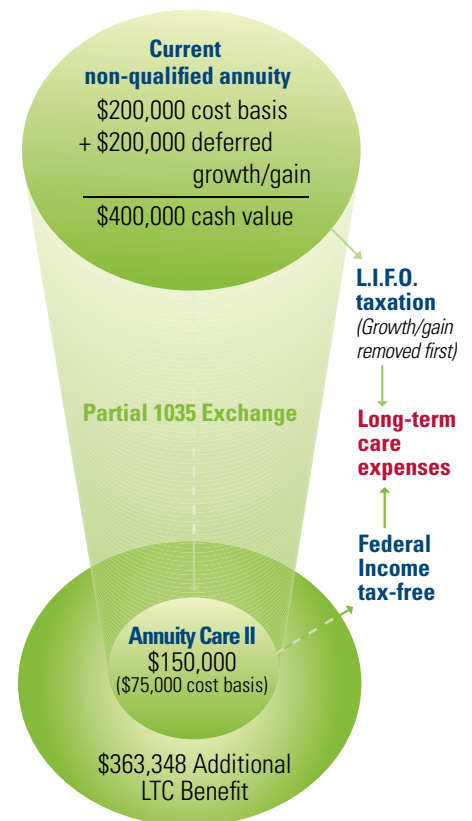 Current
non-qualified annuity
$200,000 cost basis
+ $200,000 deferred
growth/gain
$400,000 cash value
L.I.F.O.
taxation
(Growth/gain
removed first)
Partial 1035 Exchange
Long-term
care
expenses
Federal
Income
tax-free
Annuity Care II
$150,000
($75,000 cost basis)
$363,348 Additional
LTC Benefit